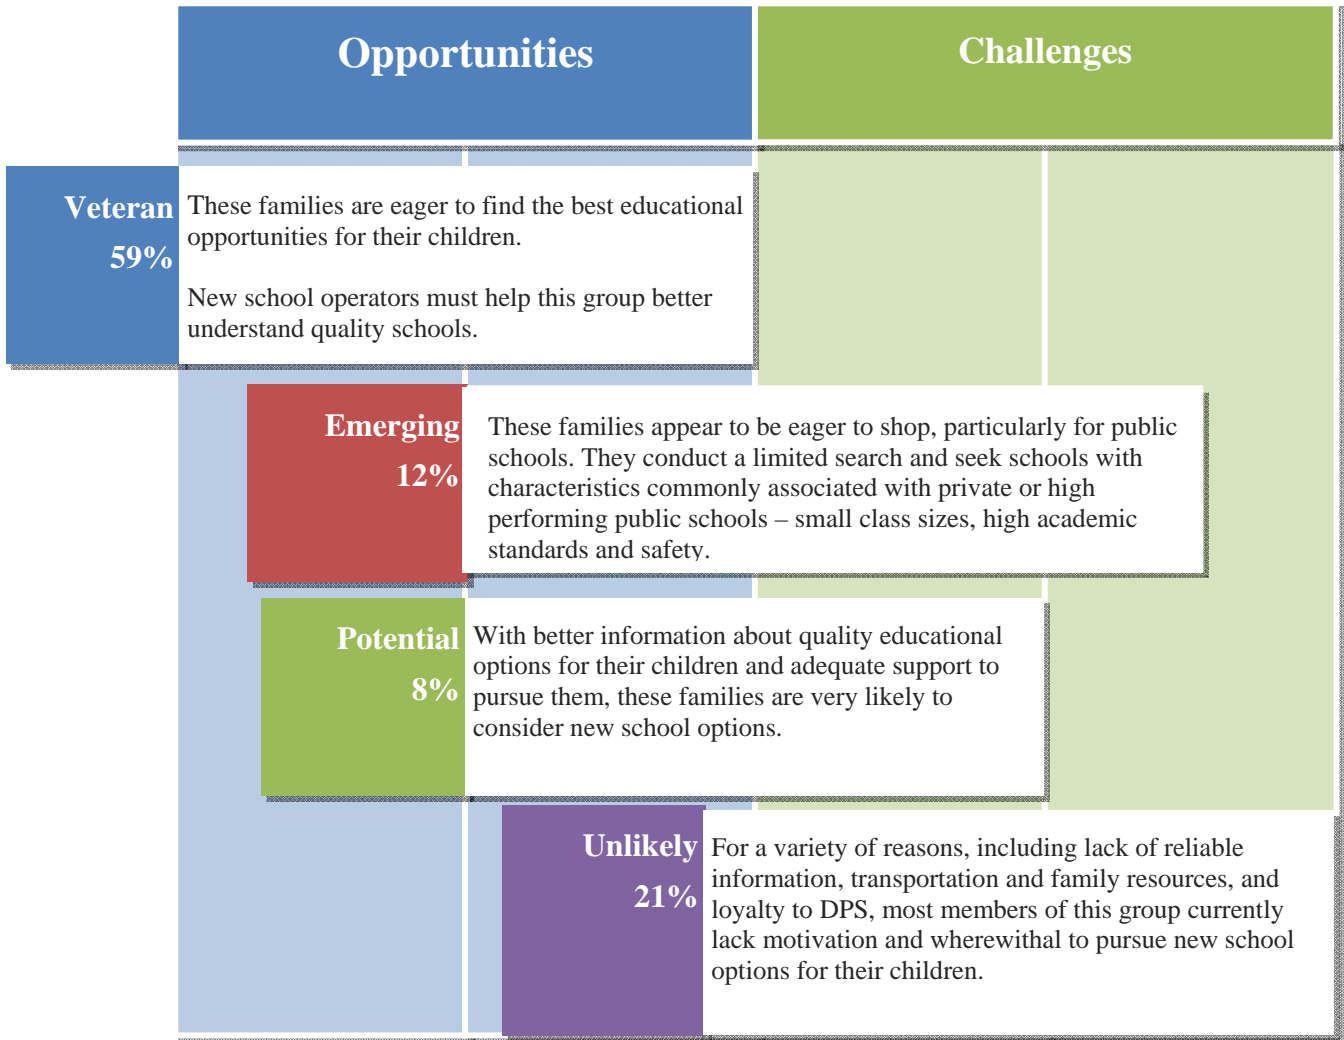 Opportunities
Challenges
Veteran
59%
These families are eager to find the best educational
opportunities for their children.
New school operators must help this group better
understand quality schools.
Emerging
12%
These families appear to be eager to shop, particularly for public
schools. They conduct a limited search and seek schools with
characteristics commonly associated with private or high
performing public schools – small class sizes, high academic
standards and safety.
Potential
8%
With better information about quality educational
options for their children and adequate support to
pursue them, these families are very likely to
consider new school options.
Unlikely
21%
For a variety of reasons, including lack of reliable
information, transportation and family resources, and
loyalty to DPS, most members of this group currently
lack motivation and wherewithal to pursue new school
options for their children.